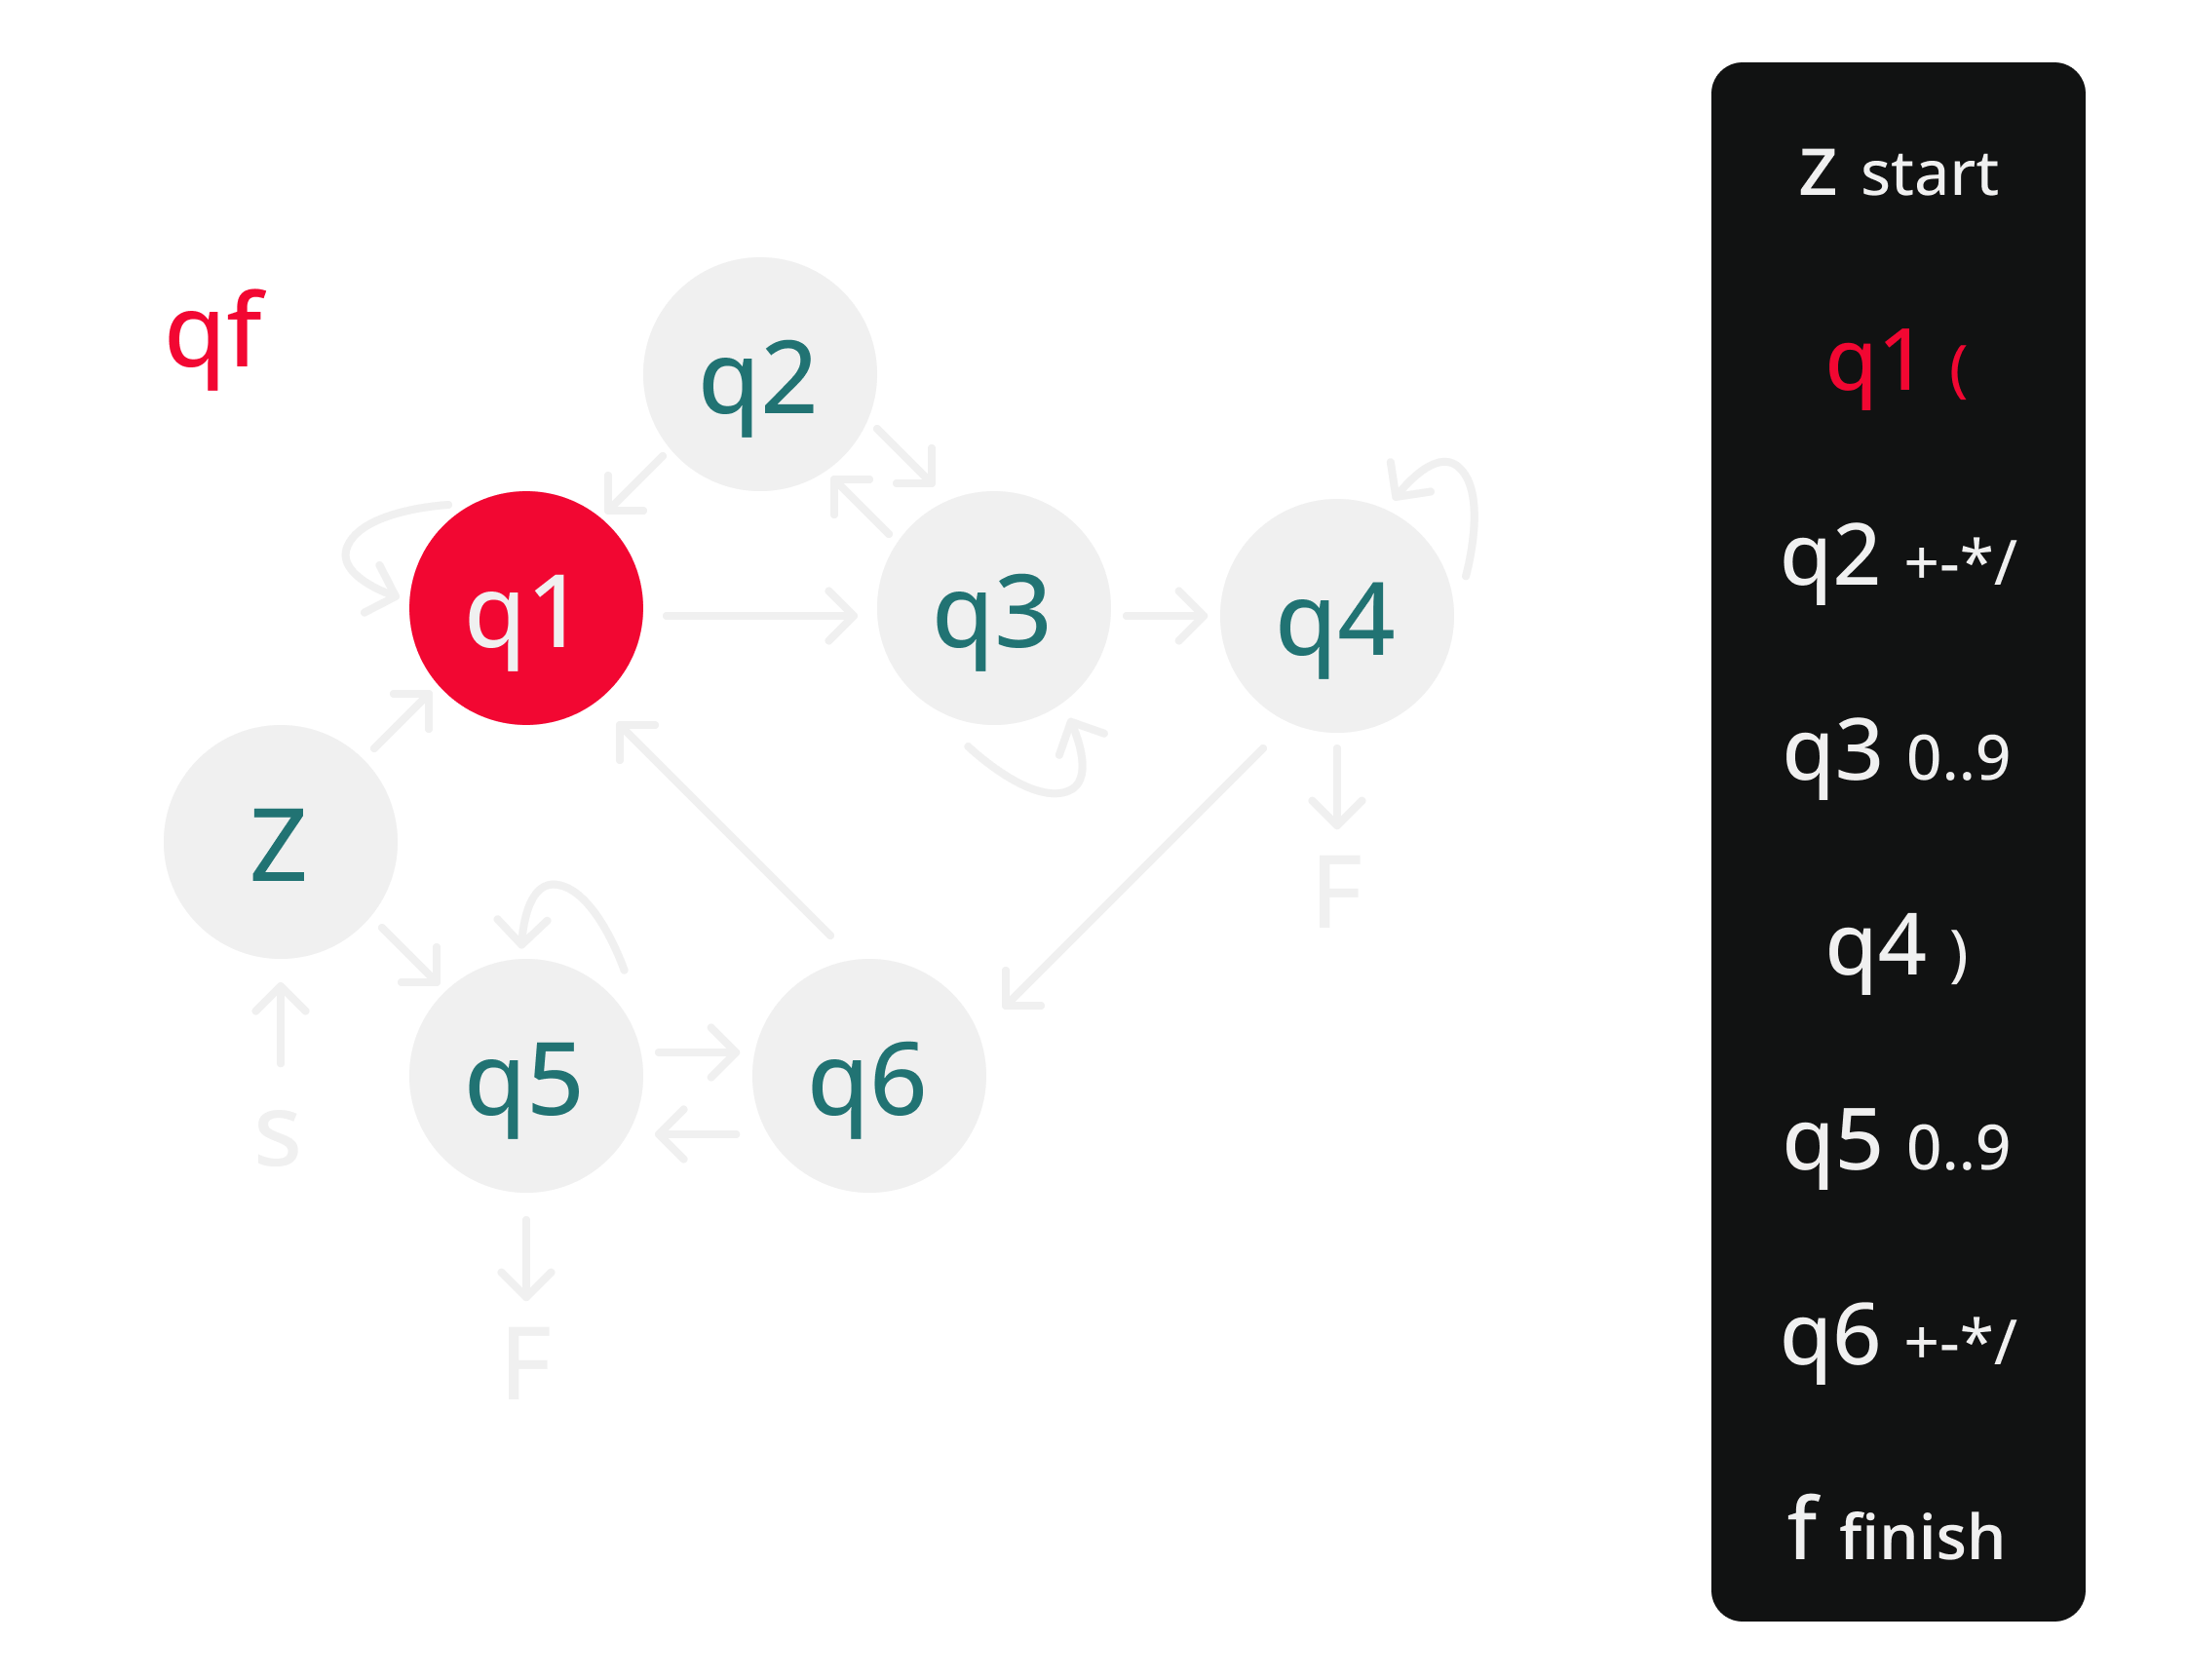 qf
q2
q1
q3
q4
Z
F
q5
q6
s
F
Z start
q1 (
q2 +-*/
q3 0..9
q4 )
q5 0..9
q6 +-*/
f finish